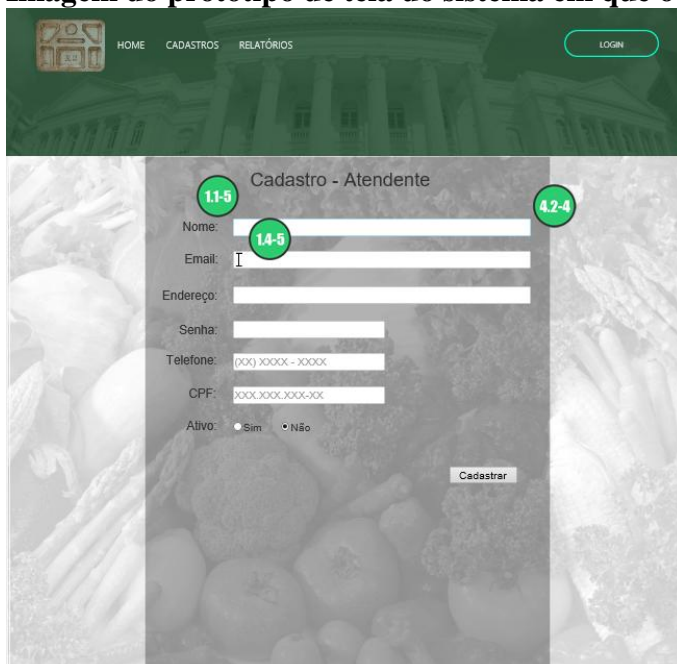 HOME CADASTROS RELATÓRIOS LOGIN
Cadastro - Atendente
1.1-5
4.2-4
Nome:
1.4-5
Email:
Endereço:
Senha:
Telefone: (XX) XXXX - XXXX
CPF: XXX.XXX.XXX-XX
Ativo: Sim Não
Cadastrar